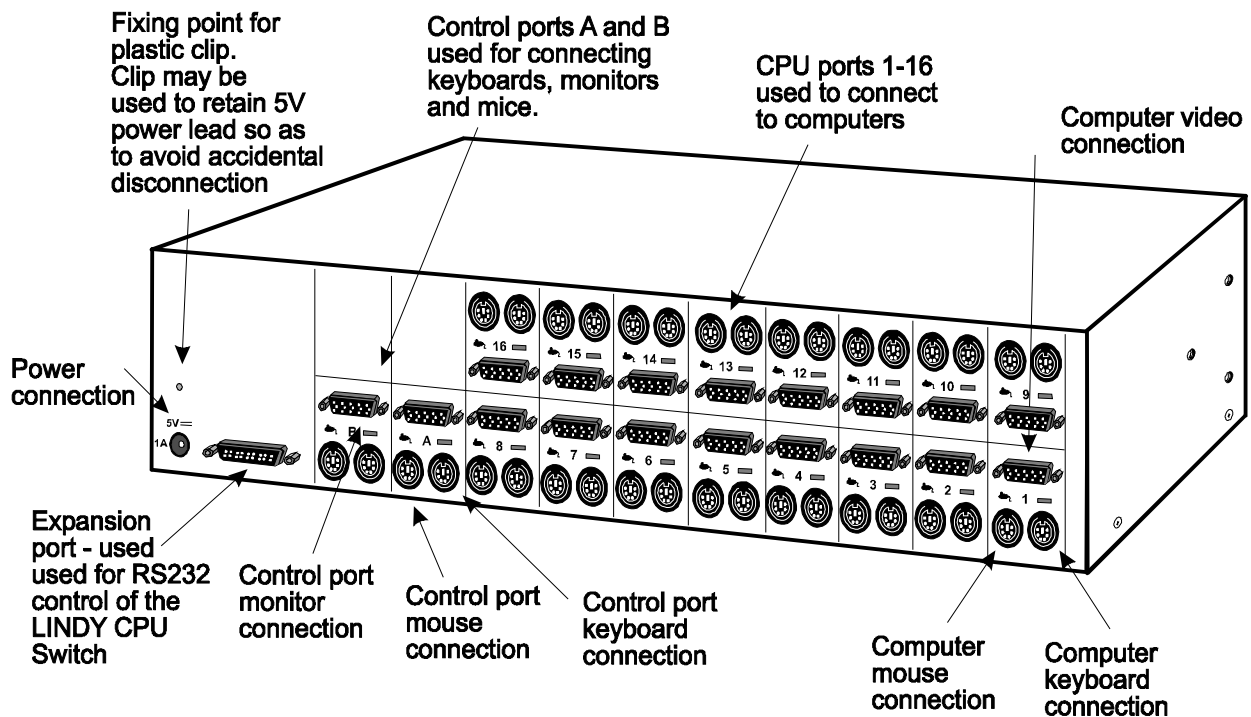 Fixing point for
plastic clip.
Clip may be
used to retain 5V
power lead so as
to avoid accidental
disconnection
Control ports A and B
used for connecting
keyboards, monitors
and mice.
CPU ports 1-16
used to connect
to computers
Computer video
connection
Power
connection
5V
1A
16
15
14
13
12
11
10
9
B
A
8
7
6
5
4
3
2
1
Expansion
port - used
used for RS232
control of the
LINDY CPU
Switch
Control port
monitor
connection
Control port
mouse
connection
Control port
keyboard
connection
Computer
mouse
connection
Computer
keyboard
connection